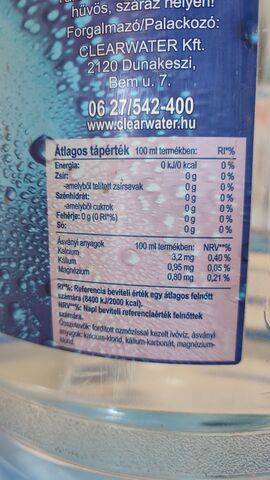 hűvös, száraz helyen!
Forgalmazó/Palackozó:
CLEARWATER Kft.
2120 Dunakeszi,
Bem u. 7.
06 27/542-400
www.clearwater.hu
Átlagos tápérték 100 ml termékben: RI*%
Energia: 0 kJ/0 kcal 0 %
Zsír: 0 g 0 %
-amelyből telített zsírsavak 0 g 0 %
Szénhidrát: 0 g 0 %
-amelyből cukrok 0 g 0 %
Fehérje: 0 g (0 RI*%) 0 g 0 %
Só: 0 g 0 %
Ásványi anyagok 100 ml termékben: NRV**%
Kalcium 3,2 mg 0,40 %
Kálium 0,95 mg 0,05 %
Magnézium 0,80 mg 0,21 %
RI*%: Referencia beviteli érték egy átlagos felnőtt
számára (8400 kJ/2000 kcal).
NRV**%: Napi beviteli referenciaérték felnőttek
számára.
Összetevők: fordított ozmózissal kezelt ivóvíz, ásványi
anyagok: kalcium-klorid, kálium-karbonát, magnézium-
klorid.